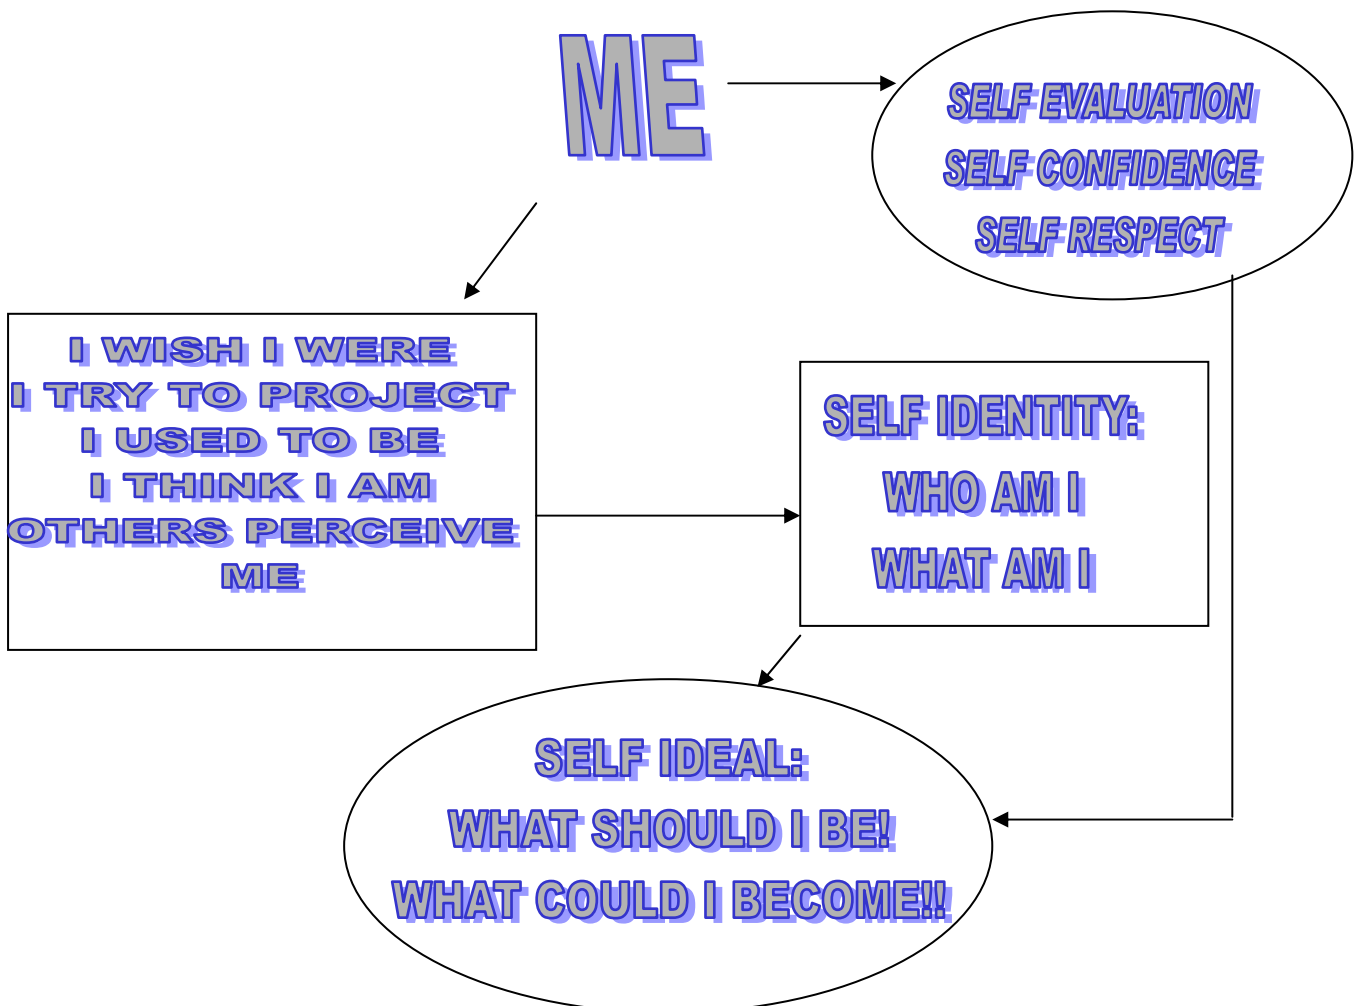 ME
SELF EVALUATION
SELF CONFIDENCE
SELF RESPECT
I WISH I WERE
I TRY TO PROJECT
I USED TO BE
I THINK I AM
OTHERS PERCEIVE
ME
SELF IDENTITY:
WHO AM I
WHAT AM I
SELF IDEAL:
WHAT SHOULD I BE!
WHAT COULD I BECOME!!